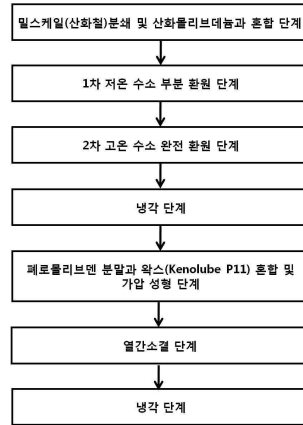 밀스케일(산화철)분쇄 및 산화몰리브데늄과 혼합 단계
1차 저온 수소 부분 환원 단계
2차 고온 수소 완전 환원 단계
냉각 단계
페로몰리브덴 분말과 왁스(Kenolube P11) 혼합 및
가압 성형 단계
열간소결 단계
냉각 단계